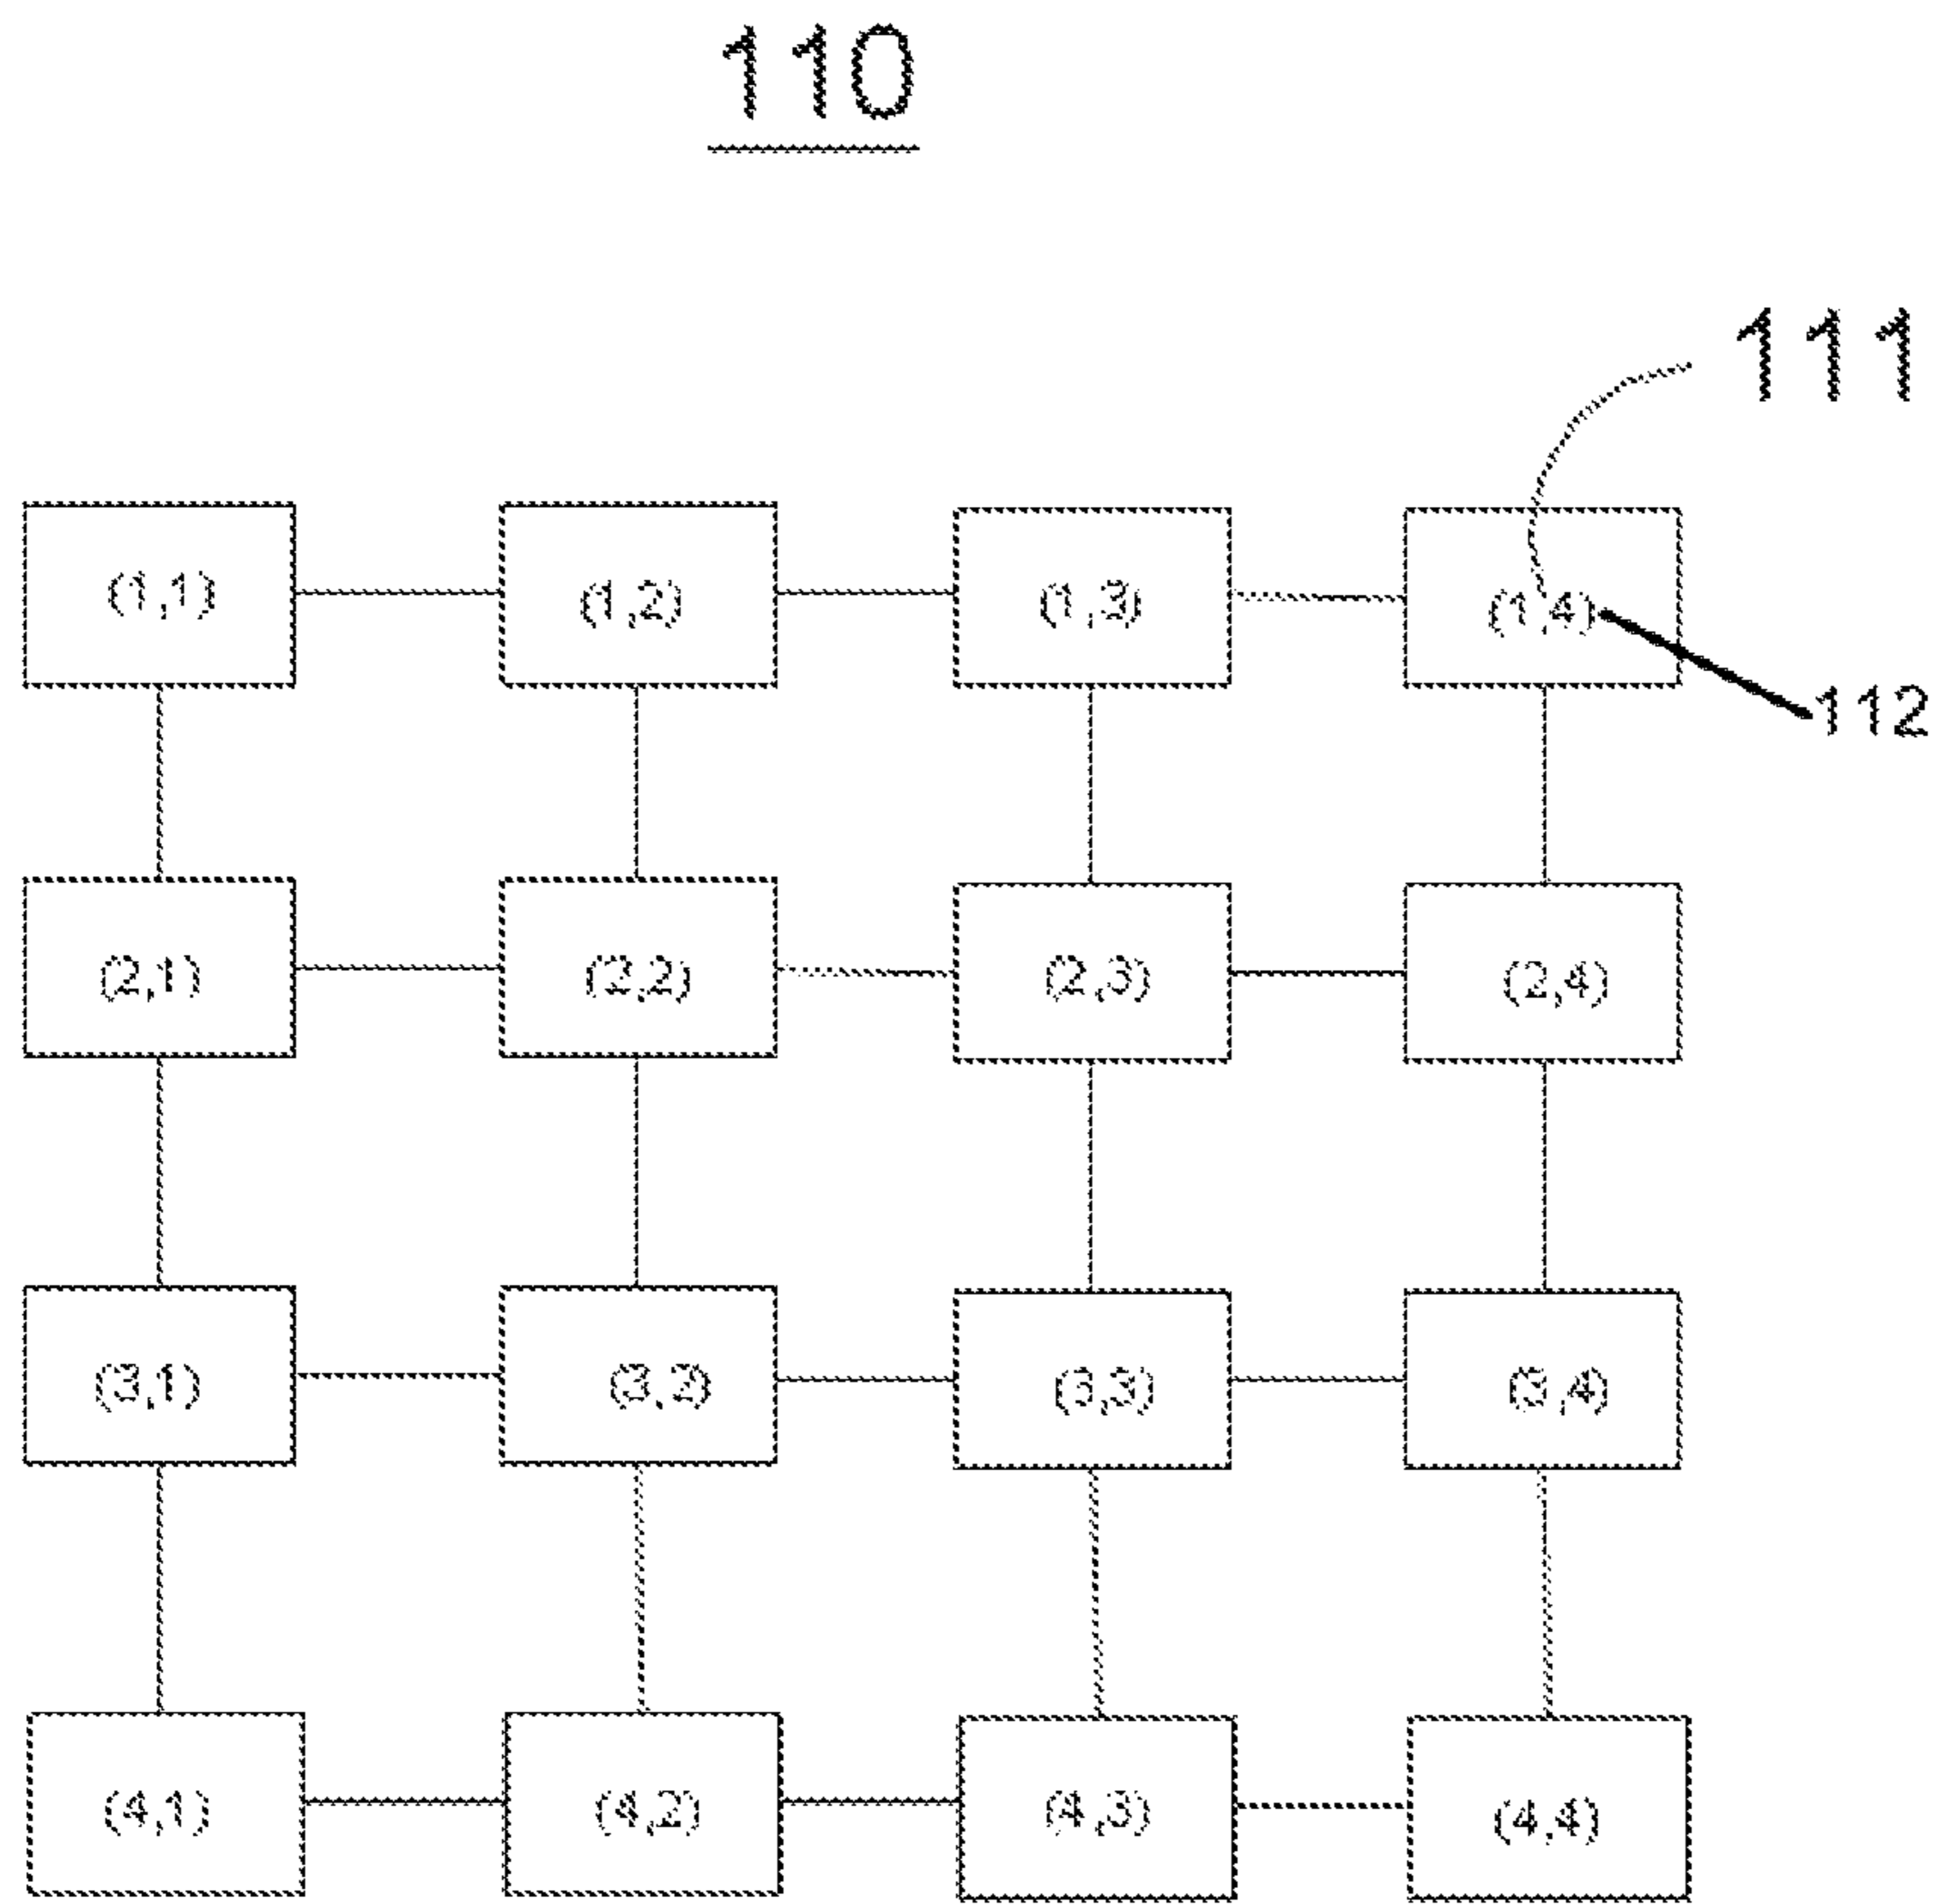 110
111
(1,1) (1,2) (1,3) (1,4)
112
(2,1) (2,2) (2,3) (2,4)
(3,1) (3,2) (3,3) (3,4)
(4,1) (4,2) (4,3) (4,4)